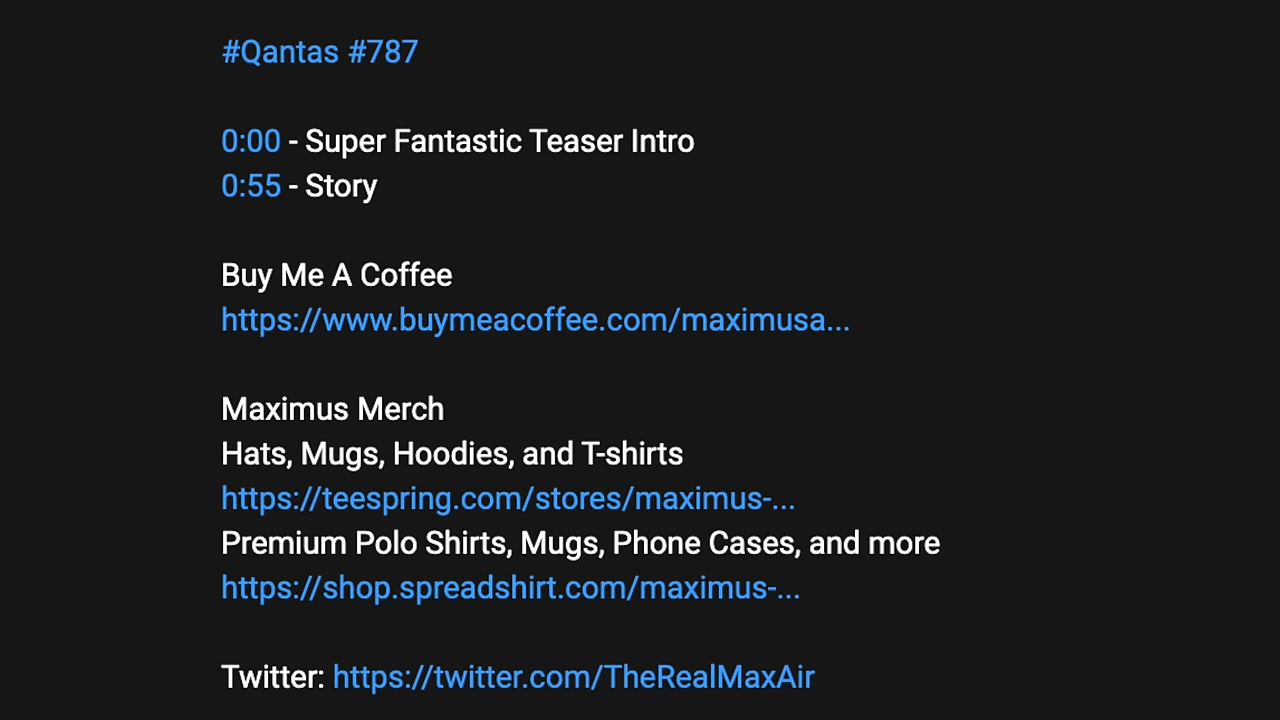 #Qantas #787
0:00 - Super Fantastic Teaser Intro
0:55 - Story
Buy Me A Coffee
https://www.buymeacoffee.com/maximusa...
Maximus Merch
Hats, Mugs, Hoodies, and T-shirts
https://teespring.com/stores/maximus-...
Premium Polo Shirts, Mugs, Phone Cases, and more
https://shop.spreadshirt.com/maximus-...
Twitter: https://twitter.com/TheRealMaxAir